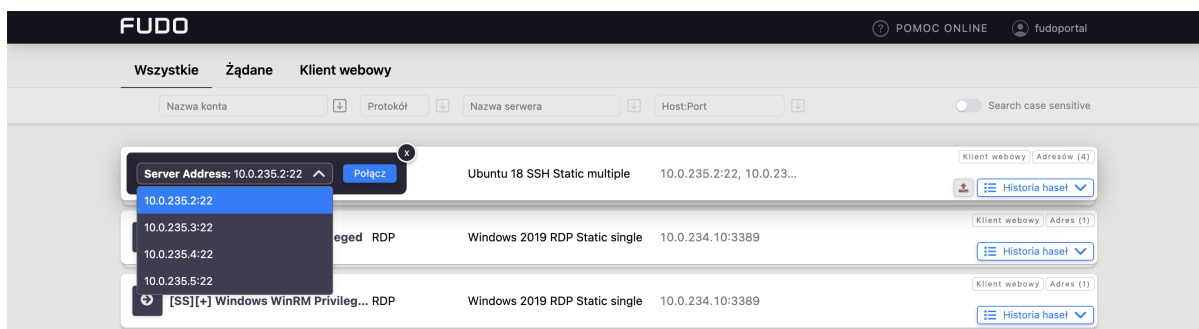 FUDO
POMOC ONLINE
fudoportal
Wszystkie Żądane Klient webowy
Nazwa konta Protokół Nazwa serwera Host:Port Search case sensitive
x
Server Address: 10.0.235.2:22 Połącz Ubuntu 18 SSH Static multiple 10.0.235.2:22, 10.0.23...
Klient webowy Adresów (4)
Historia haseł
10.0.235.2:22
10.0.235.3:22
10.0.235.4:22
10.0.235.5:22
eged RDP Windows 2019 RDP Static single 10.0.234.10:3389
Klient webowy Adres (1)
Historia haseł
[SS][+] Windows WinRM Privileg... RDP Windows 2019 RDP Static single 10.0.234.10:3389
Klient webowy Adres (1)
Historia haseł